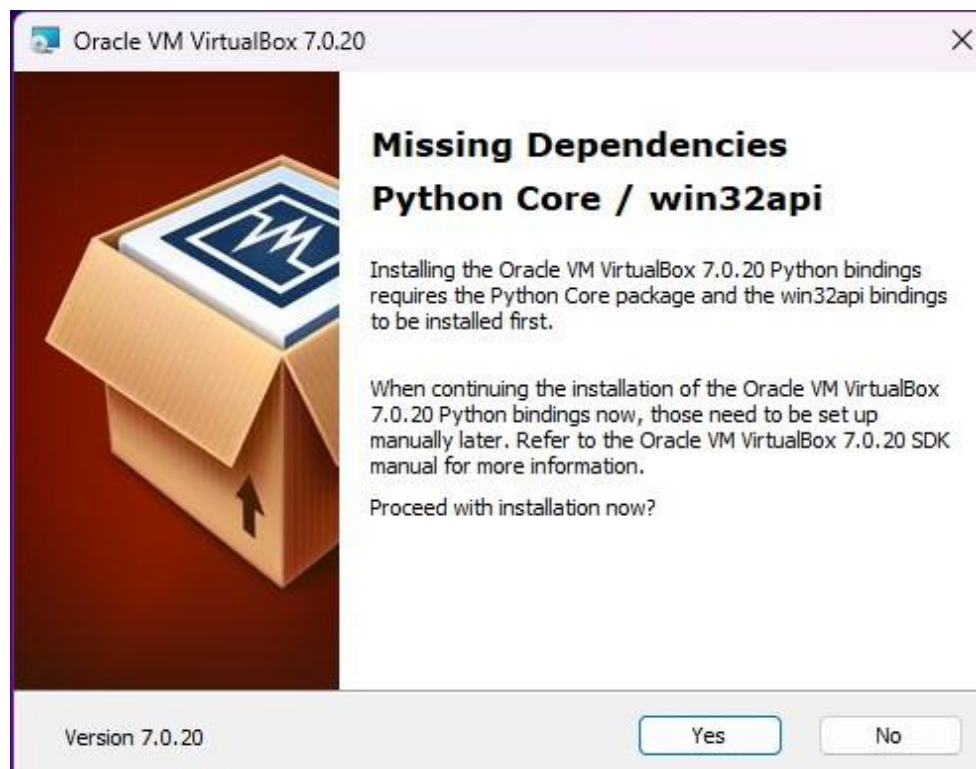 Oracle VM VirtualBox 7.0.20
Missing Dependencies
Python Core / win32api
Installing the Oracle VM VirtualBox 7.0.20 Python bindings
requires the Python Core package and the win32api bindings
to be installed first.
When continuing the installation of the Oracle VM VirtualBox
7.0.20 Python bindings now, those need to be set up
manually later. Refer to the Oracle VM VirtualBox 7.0.20 SDK
manual for more information.
Proceed with installation now?
Version 7.0.20
Yes
No